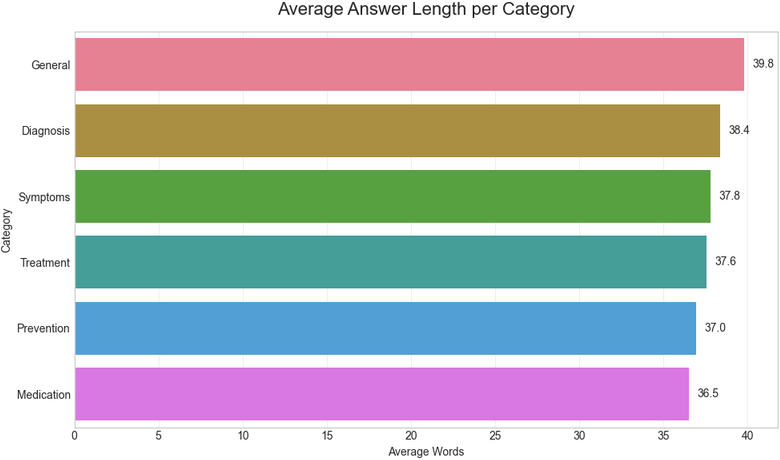 Average Answer Length per Category
General
39.8
Diagnosis
38.4
Symptoms
37.8
Treatment
37.6
Prevention
37.0
Medication
36.5
Category
0 5 10 15 20 25 30 35 40
Average Words